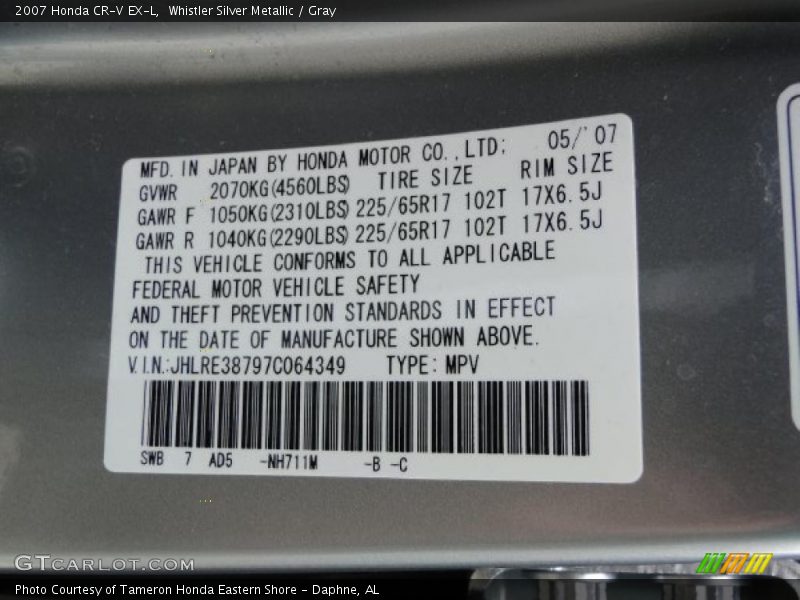 2007 Honda CR-V EX-L, Whistler Silver Metallic / Gray
MFD. IN JAPAN BY HONDA MOTOR CO.,LTD: 05/'07
GVWR 2070KG(4560LBS) TIRE SIZE RIM SIZE
GAWR F 1050KG(2310LBS) 225/65R17 102T 17X6.5J
GAWR R 1040KG(2290LBS) 225/65R17 102T 17X6.5J
THIS VEHICLE CONFORMS TO ALL APPLICABLE
FEDERAL MOTOR VEHICLE SAFETY
AND THEFT PREVENTION STANDARDS IN EFFECT
ON THE DATE OF MANUFACTURE SHOWN ABOVE.
V.I.N.:JHLRE38797C064349 TYPE: MPV
SWB 7 AD5 -NH711M -B -C
GTCARLOT.COM
Photo Courtesy of Tameron Honda Eastern Shore - Daphne, AL